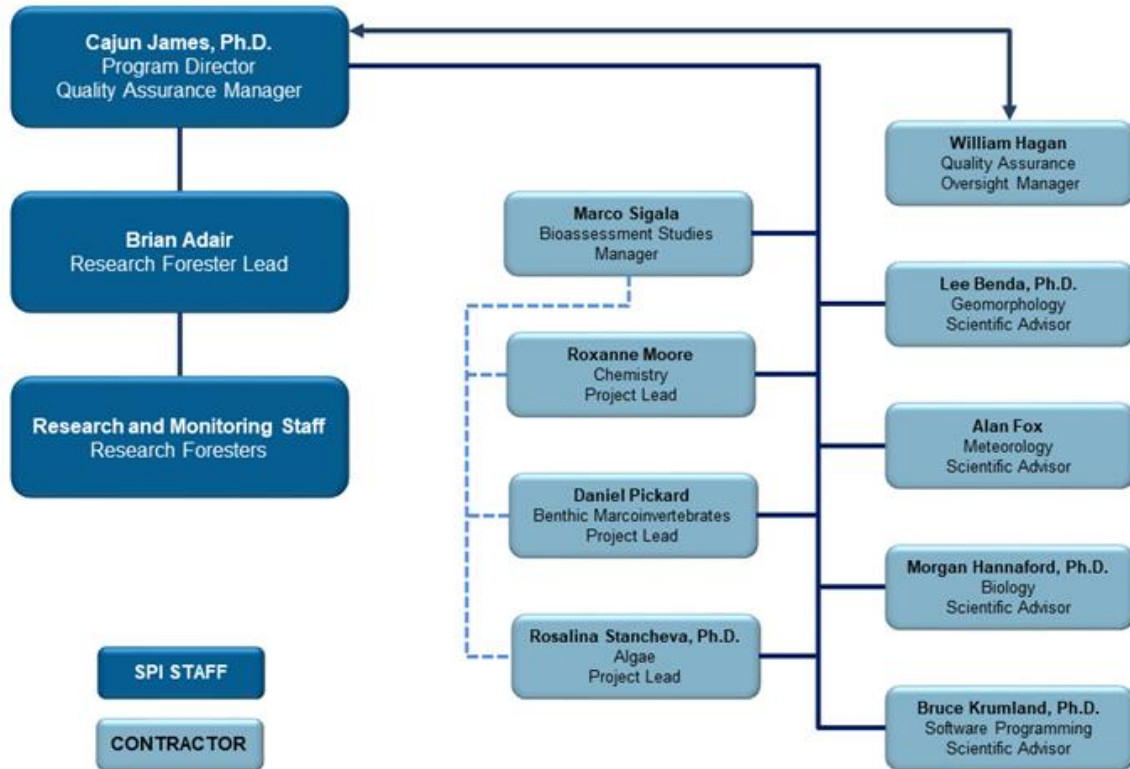 Cajun James, Ph.D.
Program Director
Quality Assurance Manager
Brian Adair
Research Forester Lead
Research and Monitoring Staff
Research Foresters
William Hagan
Quality Assurance
Oversight Manager
Marco Sigala
Bioassessment Studies
Manager
Lee Benda, Ph.D.
Geomorphology
Scientific Advisor
Roxanne Moore
Chemistry
Project Lead
Alan Fox
Meteorology
Scientific Advisor
Daniel Pickard
Benthic Marcoinvertebrates
Project Lead
Morgan Hannaford, Ph.D.
Biology
Scientific Advisor
Rosalina Stancheva, Ph.D.
Algae
Project Lead
Bruce Krumland, Ph.D.
Software Programming
Scientific Advisor
SPI STAFF
CONTRACTOR